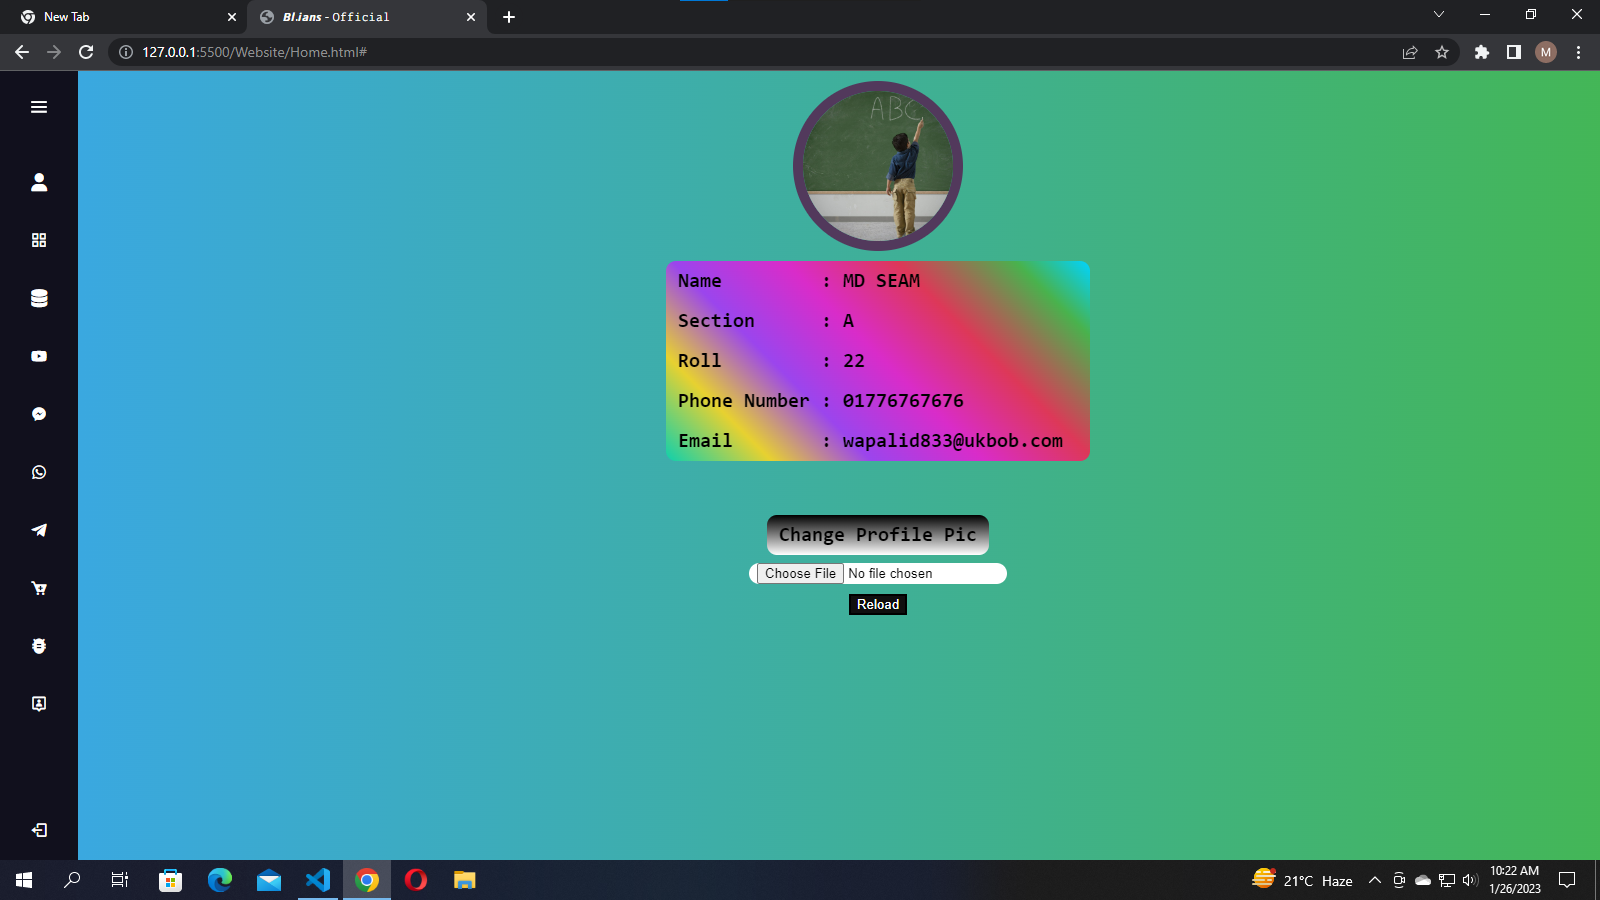 New Tab
Bl.ians - Official
127.0.0.1:5500/Website/Home.html#
M
ABC
Name : MD SEAM
Section : A
Roll : 22
Phone Number : 01776767676
Email : wapalid833@ukbob.com
Change Profile Pic
Choose File No file chosen
Reload
21°C Haze
10:22 AM
1/26/2023